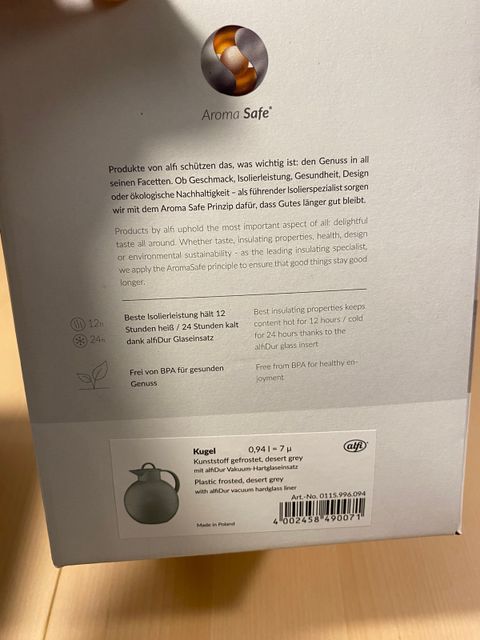 Aroma Safe®
Produkte von alfi schützen das, was wichtig ist: den Genuss in all
seinen Facetten. Ob Geschmack, Isolierleistung, Gesundheit, Design
oder ökologische Nachhaltigkeit – als führender Isolierspezialist sorgen
wir mit dem Aroma Safe Prinzip dafür, dass Gutes länger gut bleibt.
Products by alfi uphold the most important aspect of all: delightful
taste all around. Whether taste, insulating properties, health, design
or environmental sustainability - as the leading insulating specialist,
we apply the AromaSafe principle to ensure that good things stay good
longer.
12h
24h
Beste Isolierleistung hält 12
Stunden heiß / 24 Stunden kalt
dank alfiDur Glaseinsatz
Best insulating properties keeps
content hot for 12 hours / cold
for 24 hours thanks to the
alfiDur glass insert
Frei von BPA für gesunden
Genuss
Free from BPA for healthy en-
joyment
Kugel 0,94 l = 7 µ
alfi®
Kunststoff gefrostet, desert grey
mit alfiDur Vakuum-Hartglaseinsatz
Plastic frosted, desert grey
with alfiDur vacuum hardglass liner
Art.-No. 0115.996.094
Made in Poland
4 002458 490071